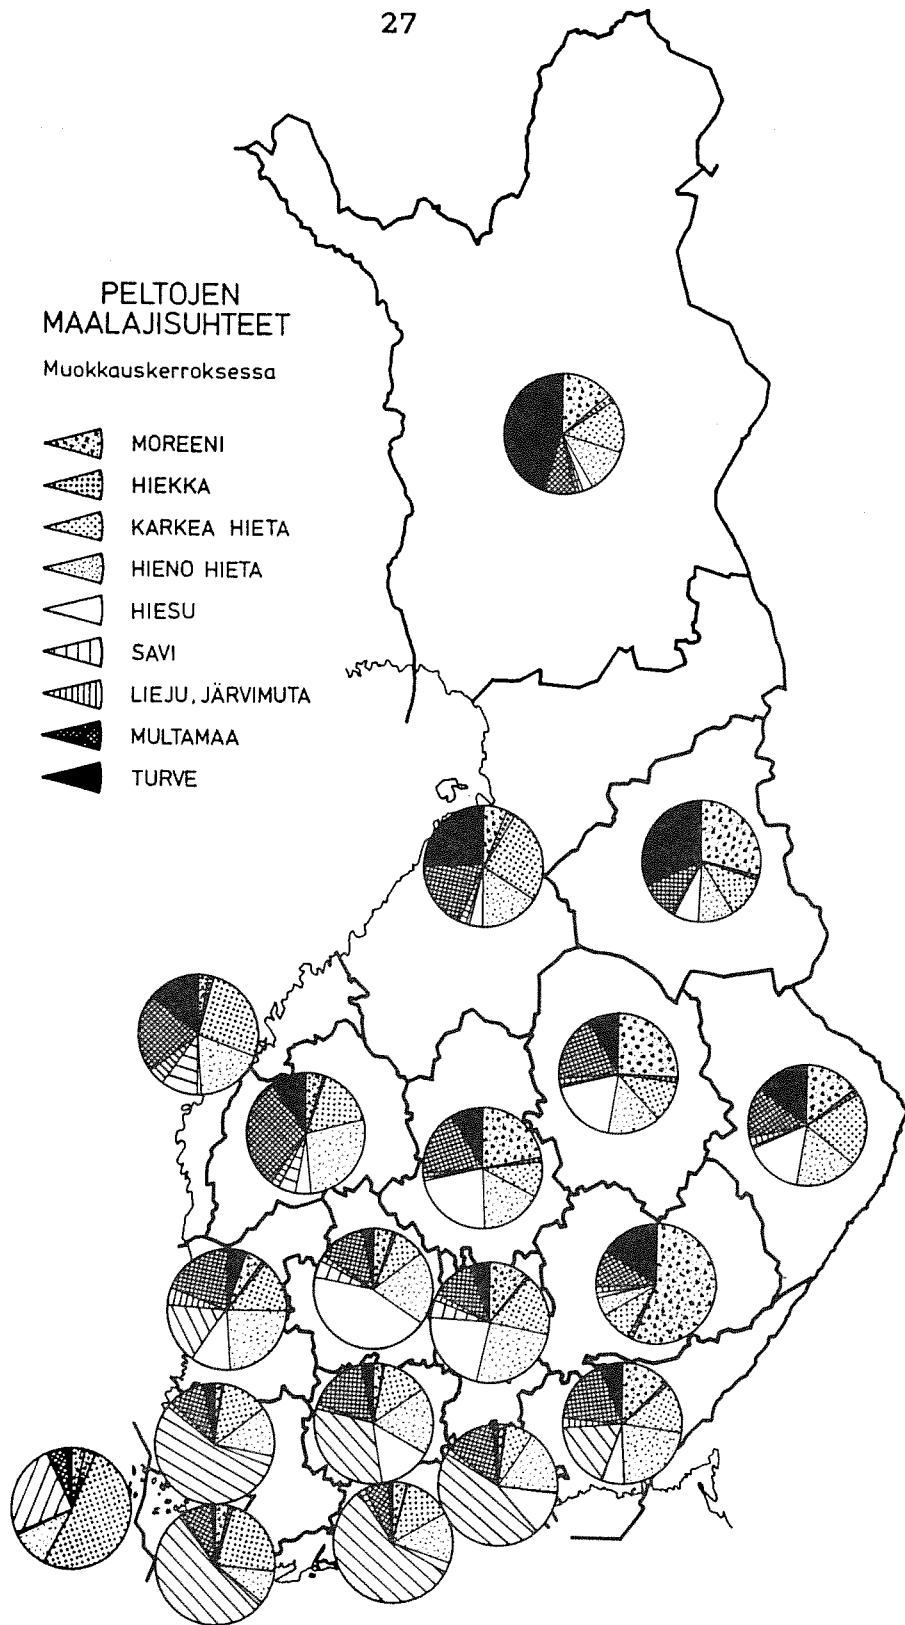 27
PELTOJEN
MAALAJISUHTEET
Muokkauskerroksessa
MOREENI
HIEKKA
KARKEA HIETA
HIENO HIETA
HIESU
SAVI
LIEJU, JÄRVIMUTA
MULTAMAA
TURVE